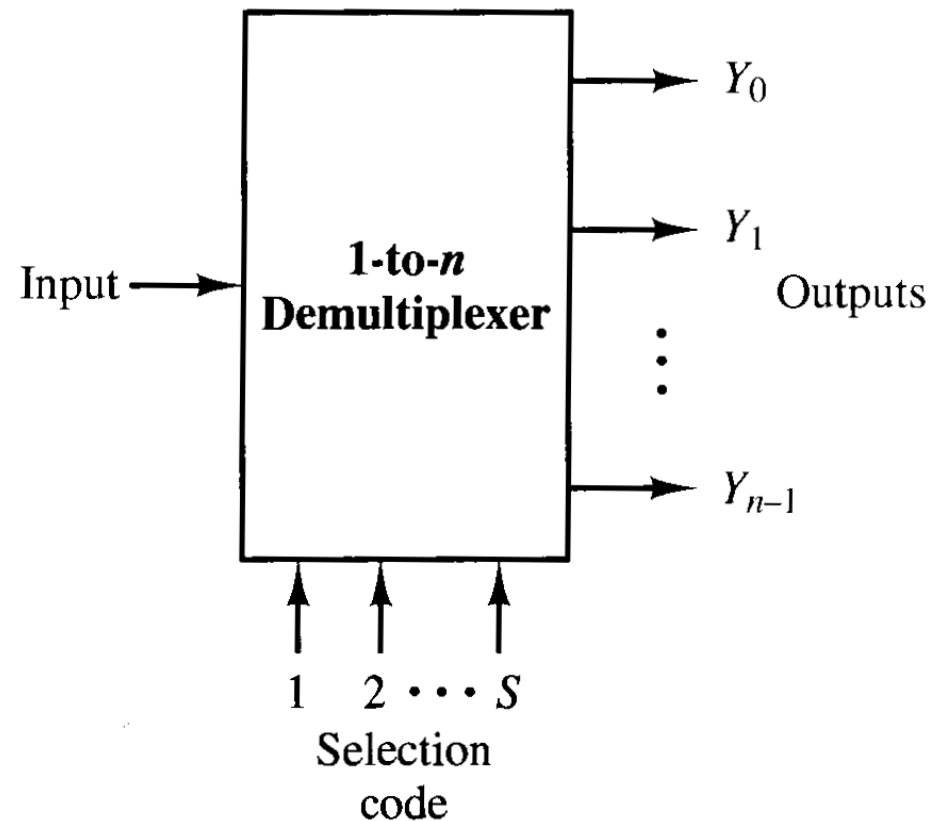 Y₀
Y₁
Input
1-to-n
Demultiplexer
Outputs
Yₙ₋₁
1 2 · · · S
Selection
code